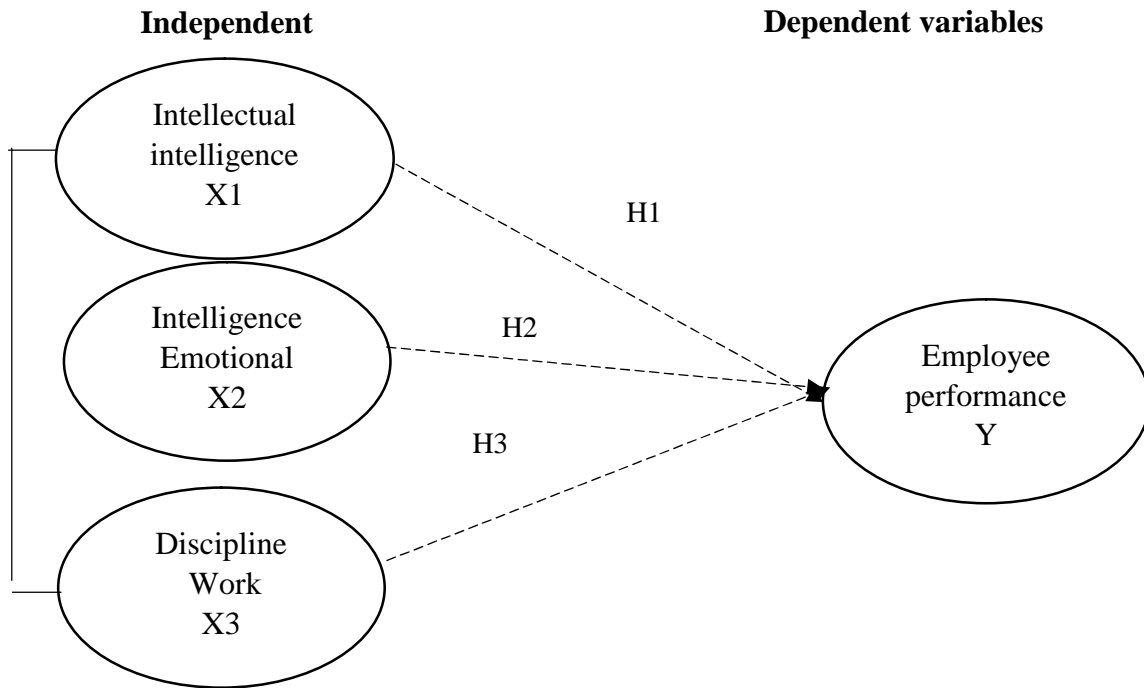 Independent
Dependent variables
Intellectual
intelligence
X1
H1
Intelligence
Emotional
X2
H2
Employee
performance
Y
H3
Discipline
Work
X3